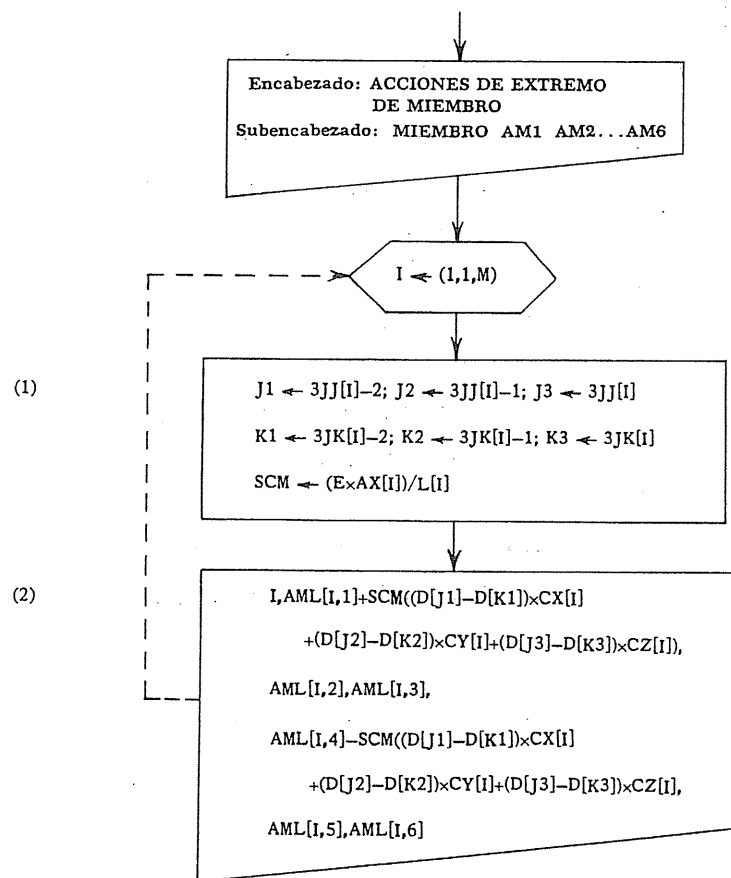 Encabezado: ACCIONES DE EXTREMO
DE MIEMBRO
Subencabezado: MIEMBRO AM1 AM2...AM6
I ← (1,1,M)
(1)
J1 ← 3JJ[I]−2; J2 ← 3JJ[I]−1; J3 ← 3JJ[I]
K1 ← 3JK[I]−2; K2 ← 3JK[I]−1; K3 ← 3JK[I]
SCM ← (E×AX[I])/L[I]
(2)
I,AML[I,1]+SCM((D[J1]−D[K1])×CX[I]
+(D[J2]−D[K2])×CY[I]+(D[J3]−D[K3])×CZ[I]),
AML[I,2],AML[I,3],
AML[I,4]−SCM((D[J1]−D[K1])×CX[I]
+(D[J2]−D[K2])×CY[I]+(D[J3]−D[K3])×CZ[I],
AML[I,5],AML[I,6]